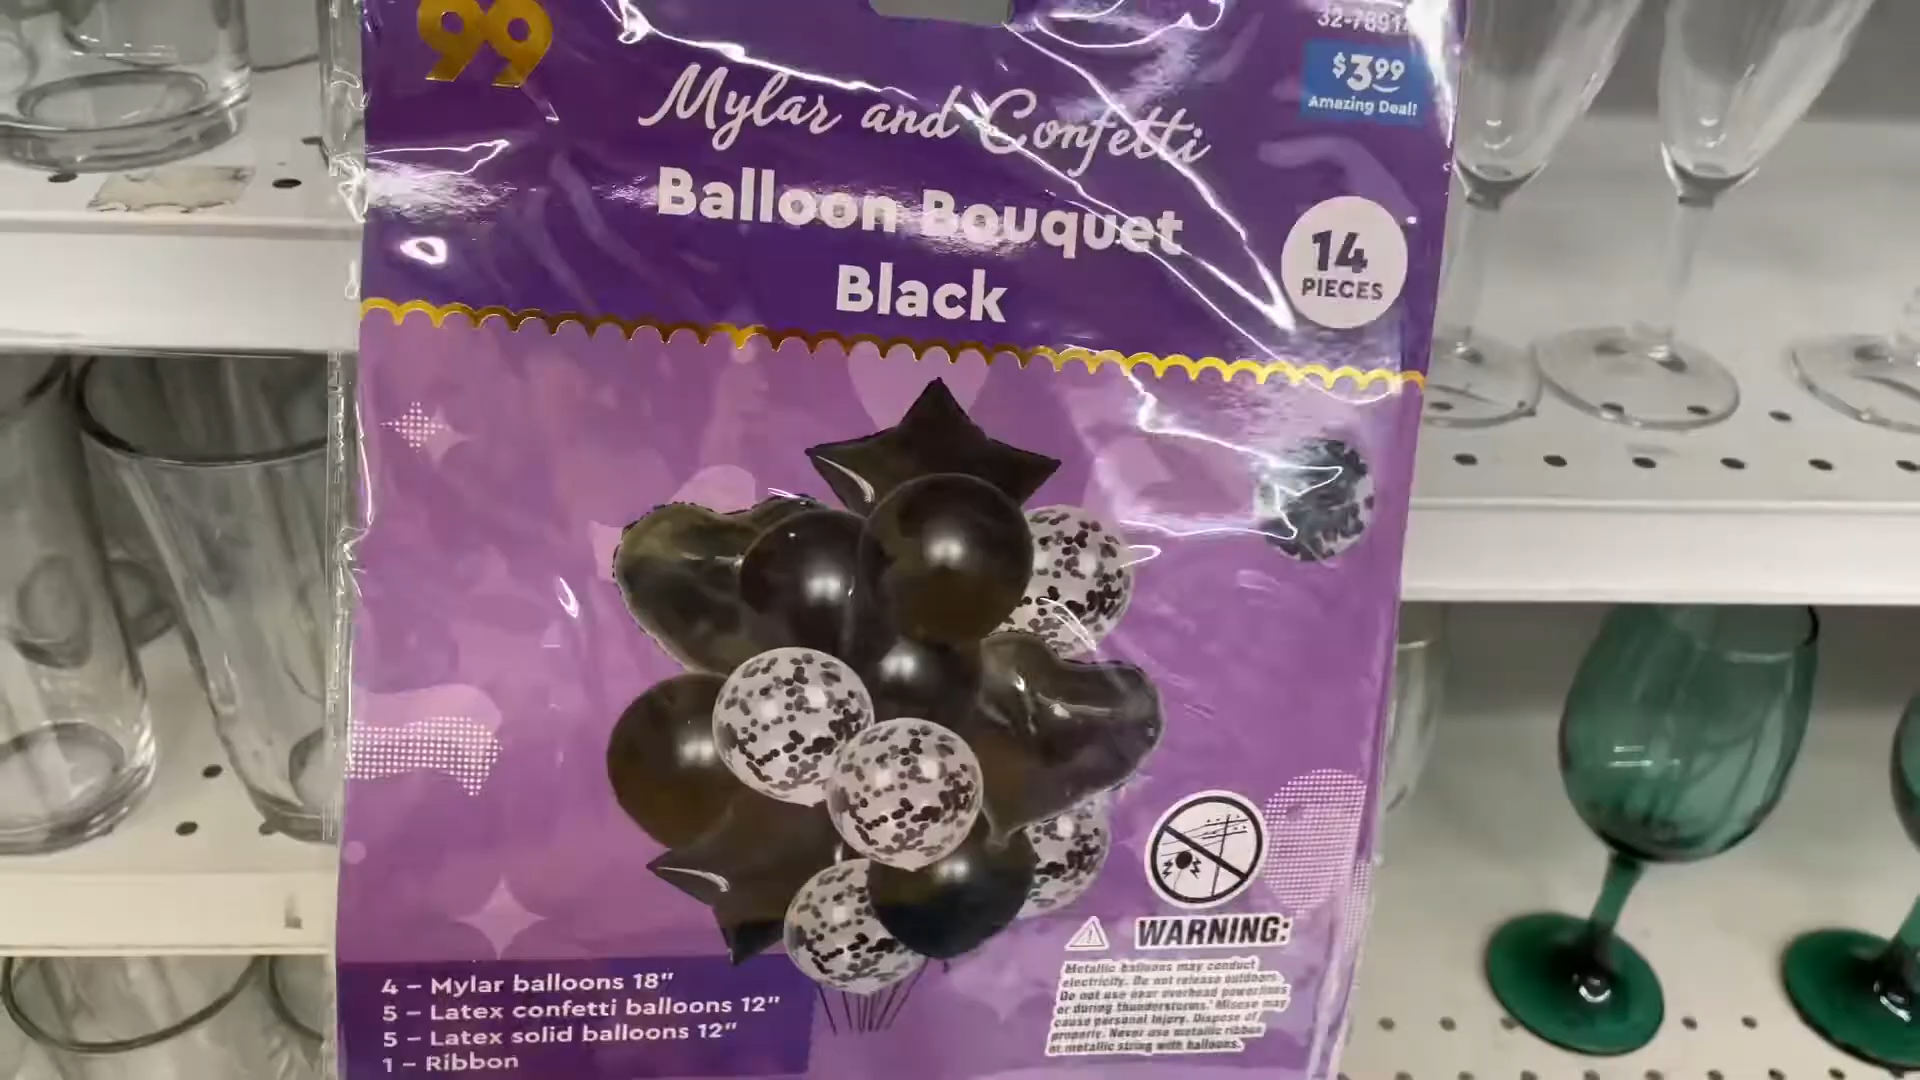 99
32-7891
$3.99
Amazing Deal!
Mylar and Confetti
Balloon Bouquet
Black
14
PIECES
WARNING:
Metallic balloons may conduct
electricity. Do not release outdoors.
Do not use near overhead powerlines
or during thunderstorms. Misuse may
cause personal injury. Dispose of
properly. Never use metallic ribbon
or metallic string with balloons.
4 – Mylar balloons 18"
5 – Latex confetti balloons 12"
5 – Latex solid balloons 12"
1 – Ribbon